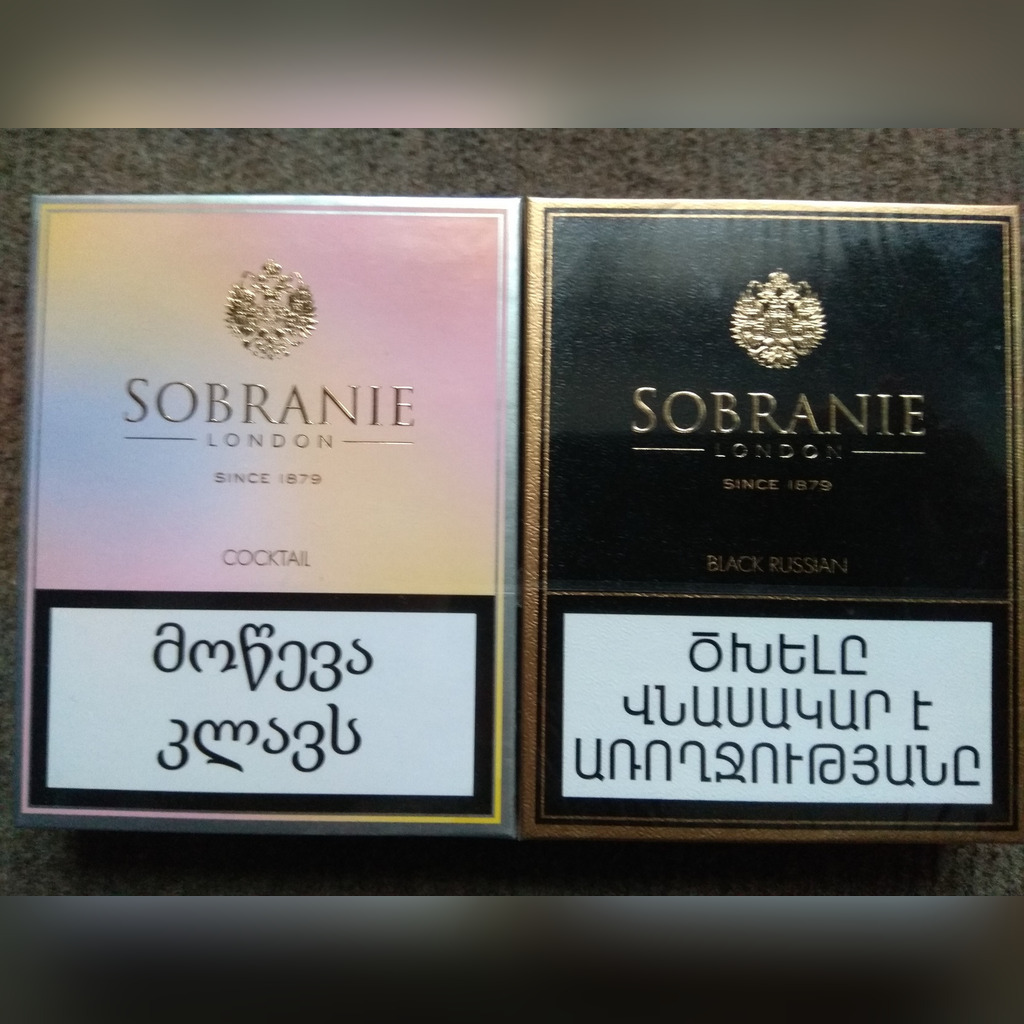 SOBRANIE
LONDON
SINCE 1879
COCKTAIL
მოწევა
კლავს
SOBRANIE
LONDON
SINCE 1879
BLACK RUSSIAN
ԾԽԵԼԸ
ՎՆԱՍԱԿԱՐ Է
ԱՌՈՂՋՈՒԹՅԱՆԸ